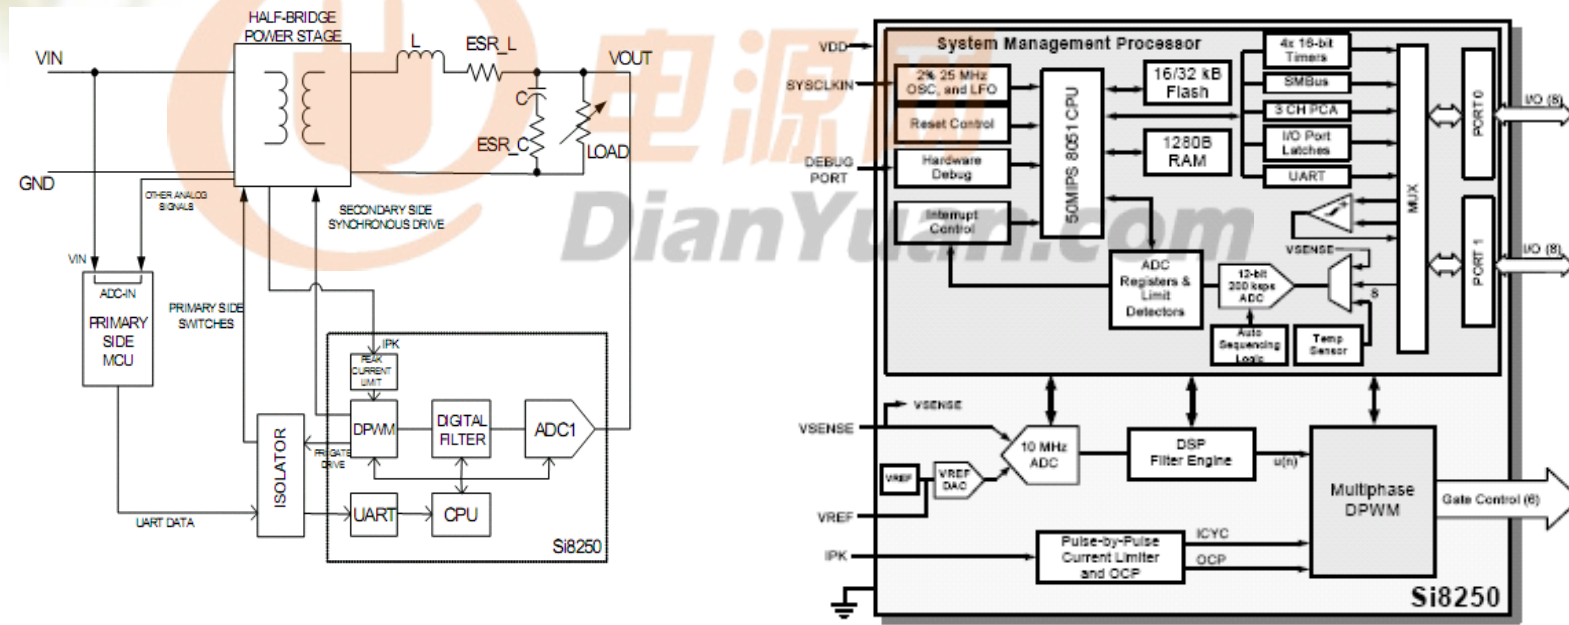 HALF-BRIDGE
POWER STAGE
VIN
L
ESR_L
VOUT
C
ESR_C
LOAD
GND
OTHER ANALOG
SIGNALS
SECONDARY SIDE
SYNCHRONOUS DRIVE
VIN
ADC-IN
PRIMARY
SIDE
MCU
PRIMARY SIDE
SWITCHES
IPK
PEAK
CURRENT
LIMIT
DPWM
DIGITAL
FILTER
ADC1
ISOLATOR
PRI GATE
DRIVE
UART DATA
UART
CPU
Si8250
电源网
DianYuan.com
System Management Processor
VDD
SYSCLKIN
DEBUG
PORT
2% 25 MHz
OSC, and LFO
Reset Control
Hardware
Debug
Interrupt
Control
50MIPS 8051 CPU
16/32 kB
Flash
1280B
RAM
4x 16-bit
Timers
SMBus
3 CH PCA
I/O Port
Latches
UART
MUX
PORT 0
I/O (8)
PORT 1
I/O (8)
VSENSE
8
ADC
Registers &
Limit
Detectors
12-bit
200 ksps
ADC
Auto
Sequencing
Logic
Temp
Sensor
VSENSE
VSENSE
10 MHz
ADC
VREF
VREF
DAC
VREF
DSP
Filter Engine
u(n)
Multiphase
DPWM
Gate Control (6)
IPK
Pulse-by-Pulse
Current Limiter
and OCP
ICYC
OCP
Si8250